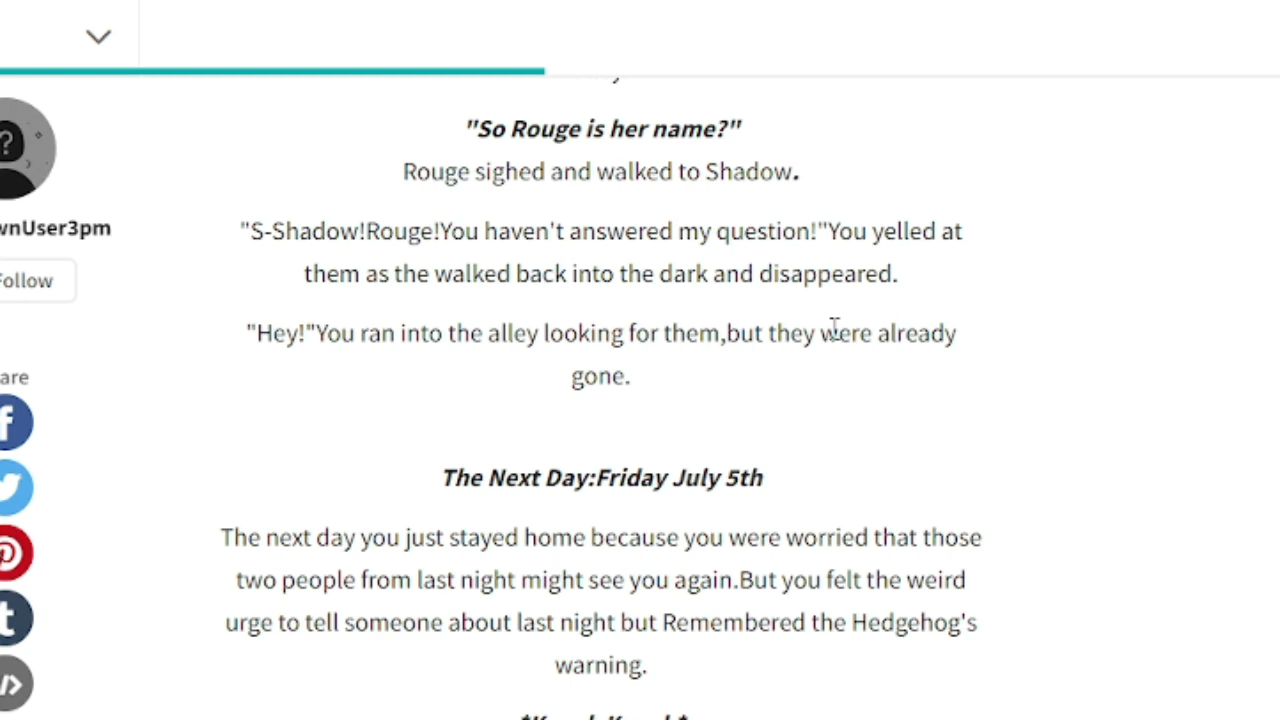 "So Rouge is her name?"
Rouge sighed and walked to Shadow.
"S-Shadow!Rouge!You haven't answered my question!"You yelled at
them as the walked back into the dark and disappeared.
"Hey!"You ran into the alley looking for them,but they were already
gone.
wnUser3pm
Follow
are
The Next Day:Friday July 5th
The next day you just stayed home because you were worried that those
two people from last night might see you again.But you felt the weird
urge to tell someone about last night but Remembered the Hedgehog's
warning.